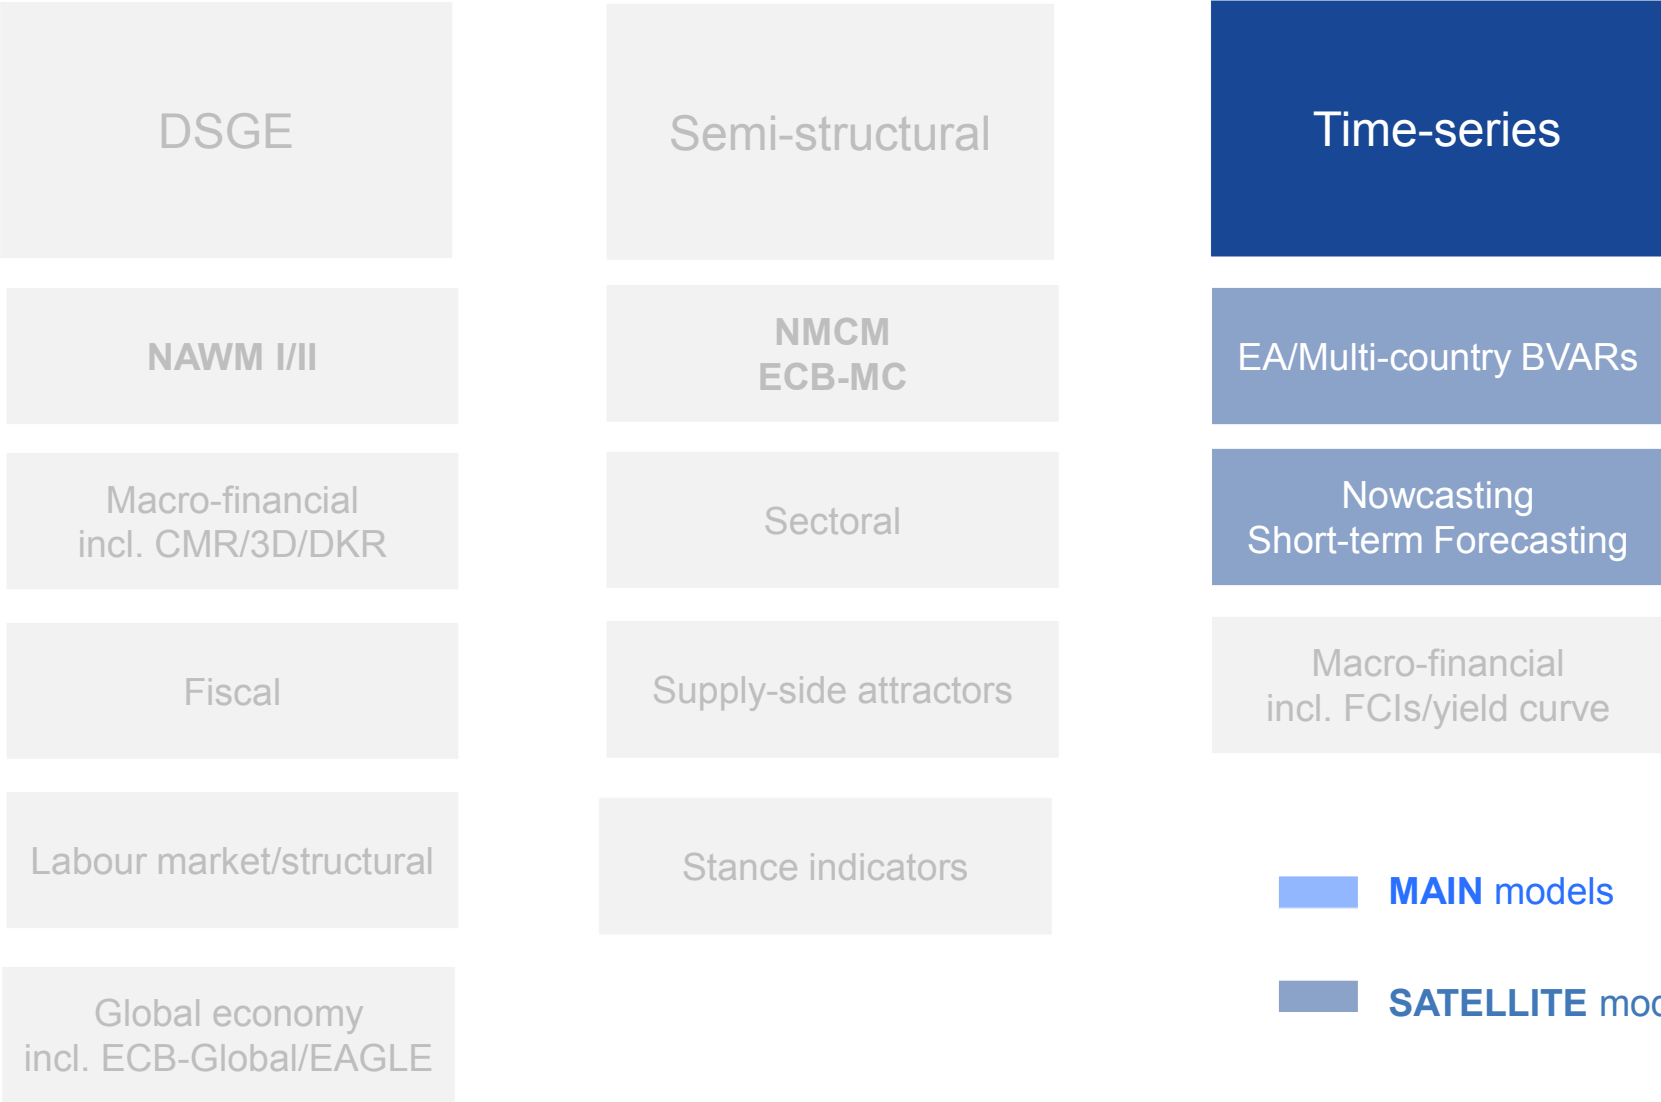 DSGE
Semi-structural
Time-series
NAWM I/II
NMCM
ECB-MC
EA/Multi-country BVARs
Macro-financial
incl. CMR/3D/DKR
Sectoral
Nowcasting
Short-term Forecasting
Fiscal
Supply-side attractors
Macro-financial
incl. FCIs/yield curve
Labour market/structural
Stance indicators
MAIN models
Global economy
incl. ECB-Global/EAGLE
SATELLITE